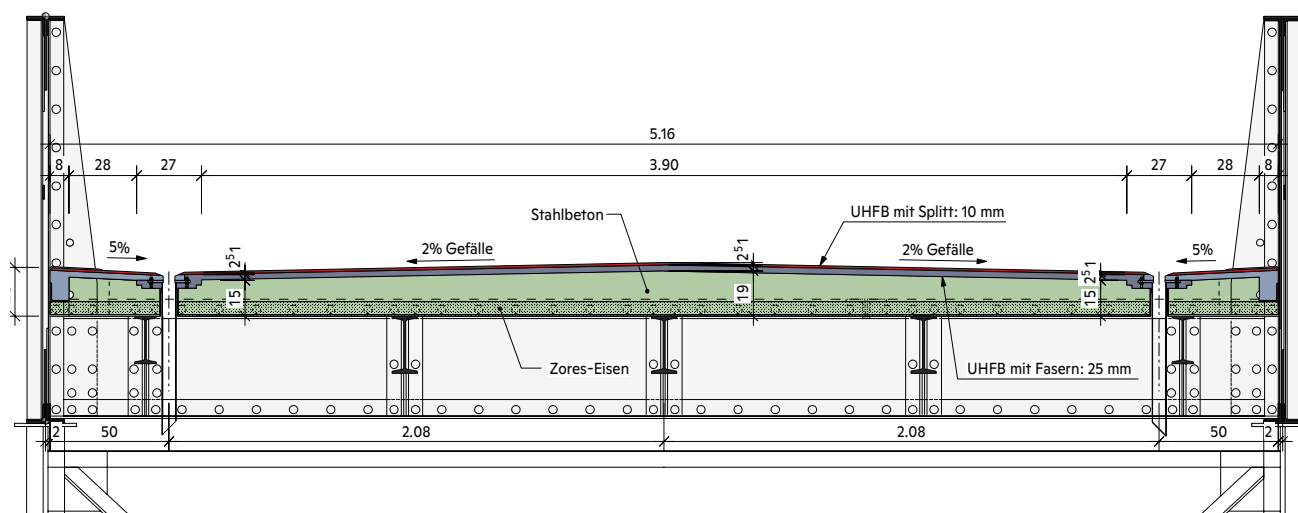 5.16
8 28 27 3.90 27 28 8
Stahlbeton
UHFB mit Splitt: 10 mm
5% 2% Gefälle 2% Gefälle 5%
2⁵1 2⁵1 2⁵1
15 19 15
Zores-Eisen
UHFB mit Fasern: 25 mm
2 50 2.08 2.08 50 2